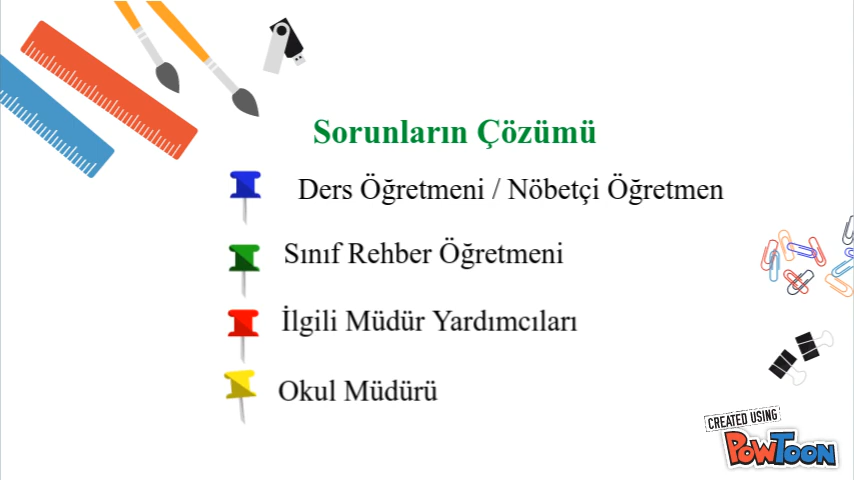 Sorunların Çözümü
Ders Öğretmeni / Nöbetçi Öğretmen
Sınıf Rehber Öğretmeni
İlgili Müdür Yardımcıları
Okul Müdürü
CREATED USING
POWTOON